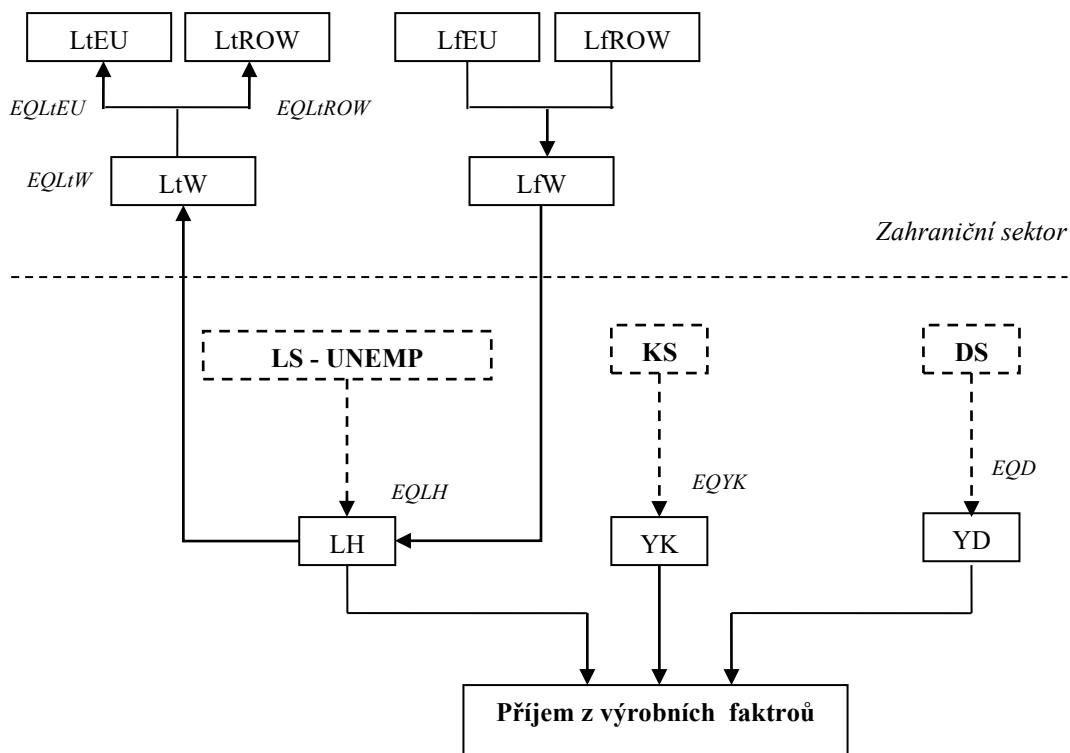 LtEU LtROW LfEU LfROW
EQLtEU EQLtROW
EQLtW LtW LfW
Zahraniční sektor
LS - UNEMP KS DS
EQLH EQYK EQD
LH YK YD
Příjem z výrobních faktroů